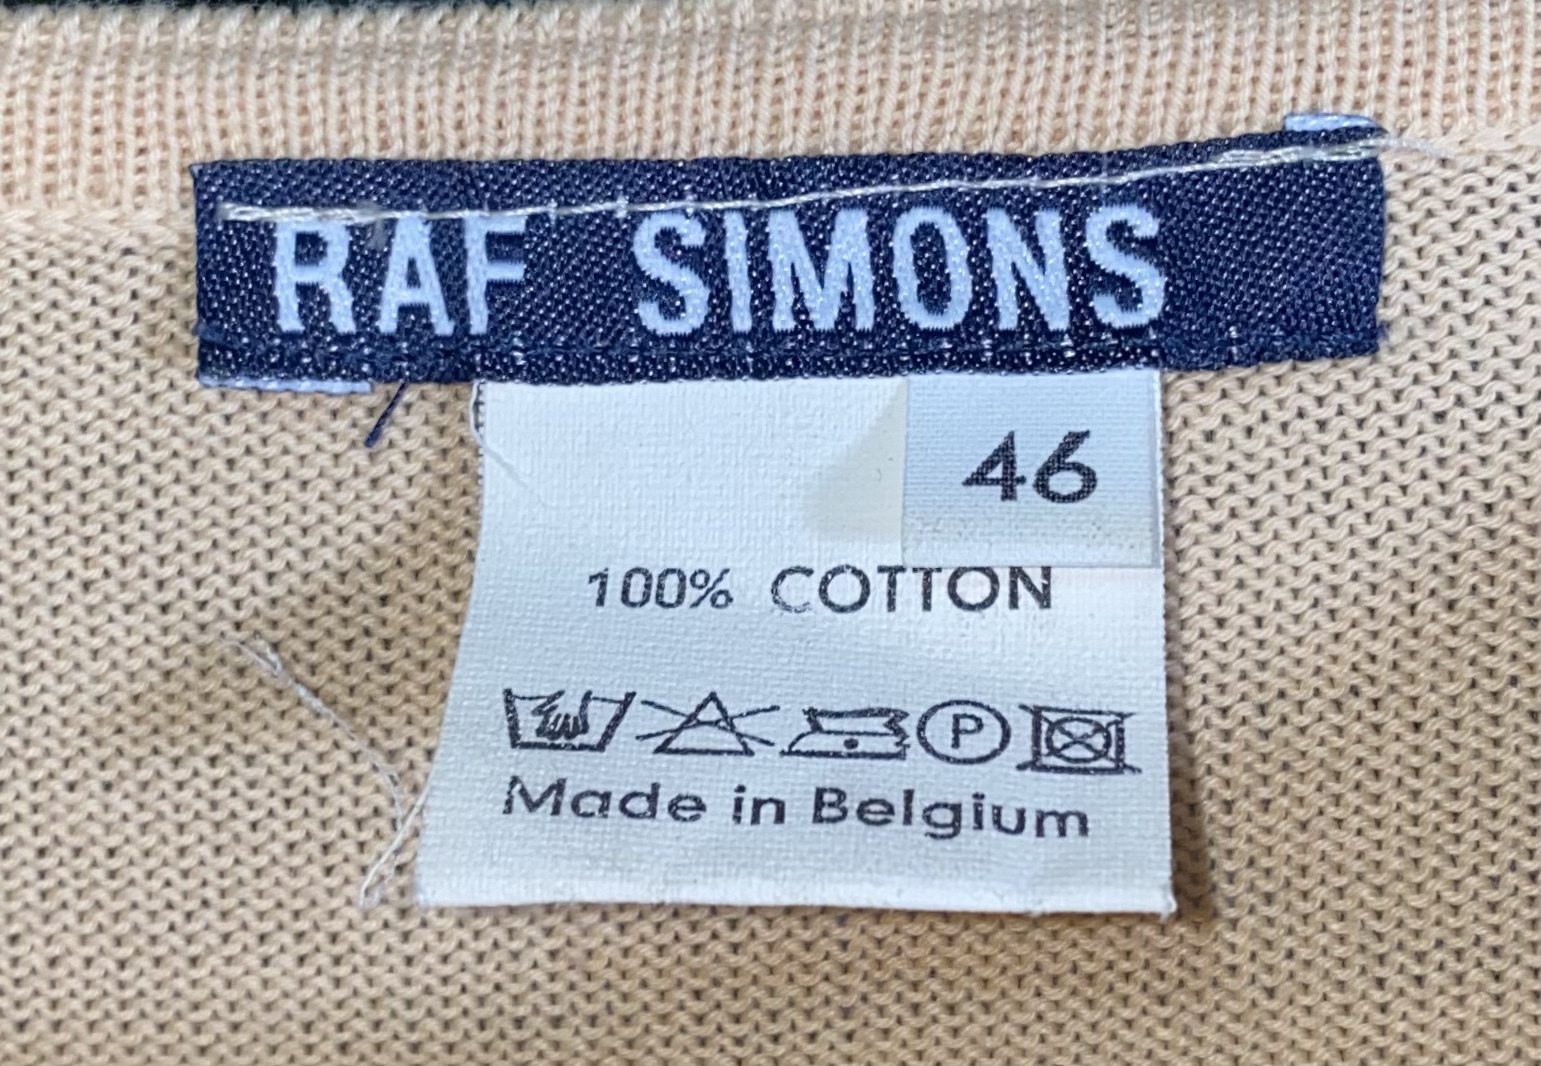 RAF SIMONS
46
100% COTTON
P
Made in Belgium